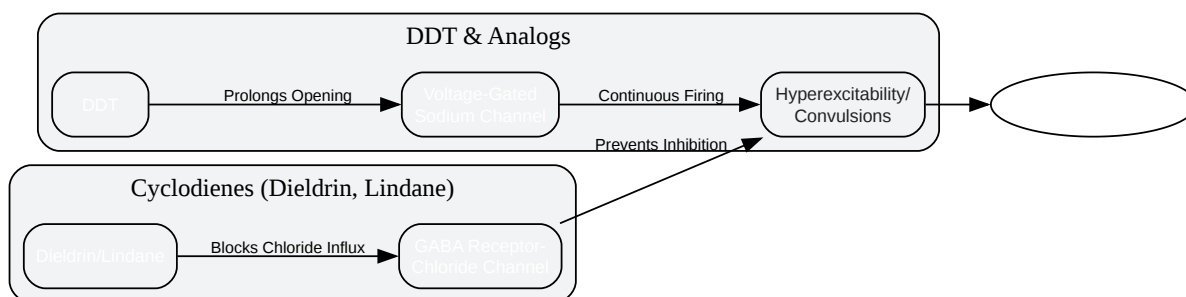 DDT & Analogs
DDT
Prolongs Opening
Voltage-Gated
Sodium Channel
Continuous Firing
Hyperexcitability/
Convulsions
Prevents Inhibition
Cyclodienes (Dieldrin, Lindane)
Dieldrin/Lindane
Blocks Chloride Influx
GABA Receptor-
Chloride Channel